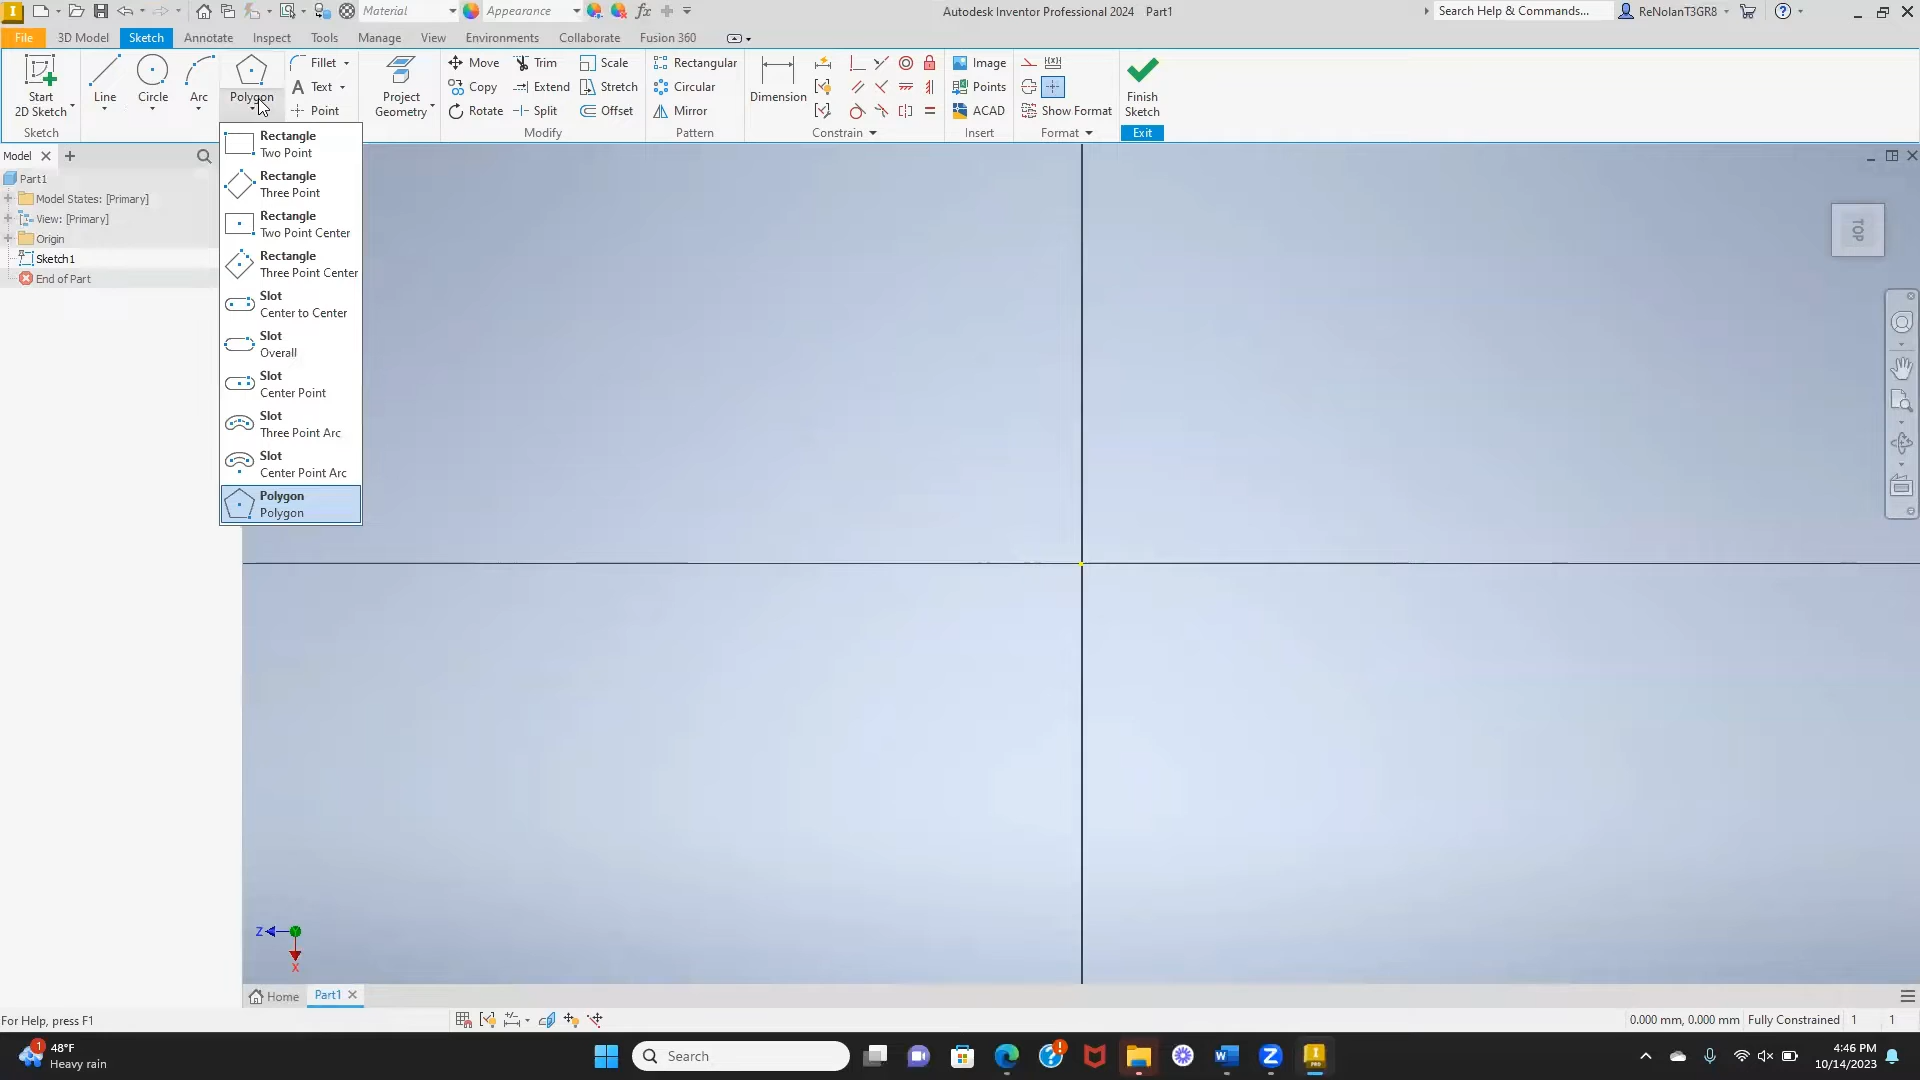 Material
Appearance
fx
Autodesk Inventor Professional 2024 Part1
Search Help & Commands...
ReNolanT3GR8
File 3D Model Sketch Annotate Inspect Tools Manage View Environments Collaborate Fusion 360
Start
2D Sketch
Line
Circle
Arc
Polygon
Fillet
Text
Point
Project
Geometry
Move Trim Scale
Copy Extend Stretch
Rotate Split Offset
Rectangular
Circular
Mirror
Dimension
Image
Points
ACAD
Show Format
Finish
Sketch
Sketch
Modify
Pattern
Constrain
Insert
Format
Exit
Model
Part1
Model States: [Primary]
View: [Primary]
Origin
Sketch1
End of Part
Rectangle
Two Point
Rectangle
Three Point
Rectangle
Two Point Center
Rectangle
Three Point Center
Slot
Center to Center
Slot
Overall
Slot
Center Point
Slot
Three Point Arc
Slot
Center Point Arc
Polygon
Polygon
TOP
Z
X
Home Part1
For Help, press F1
0.000 mm, 0.000 mm Fully Constrained 1 1
1
48°F
Heavy rain
Search
4:46 PM
10/14/2023